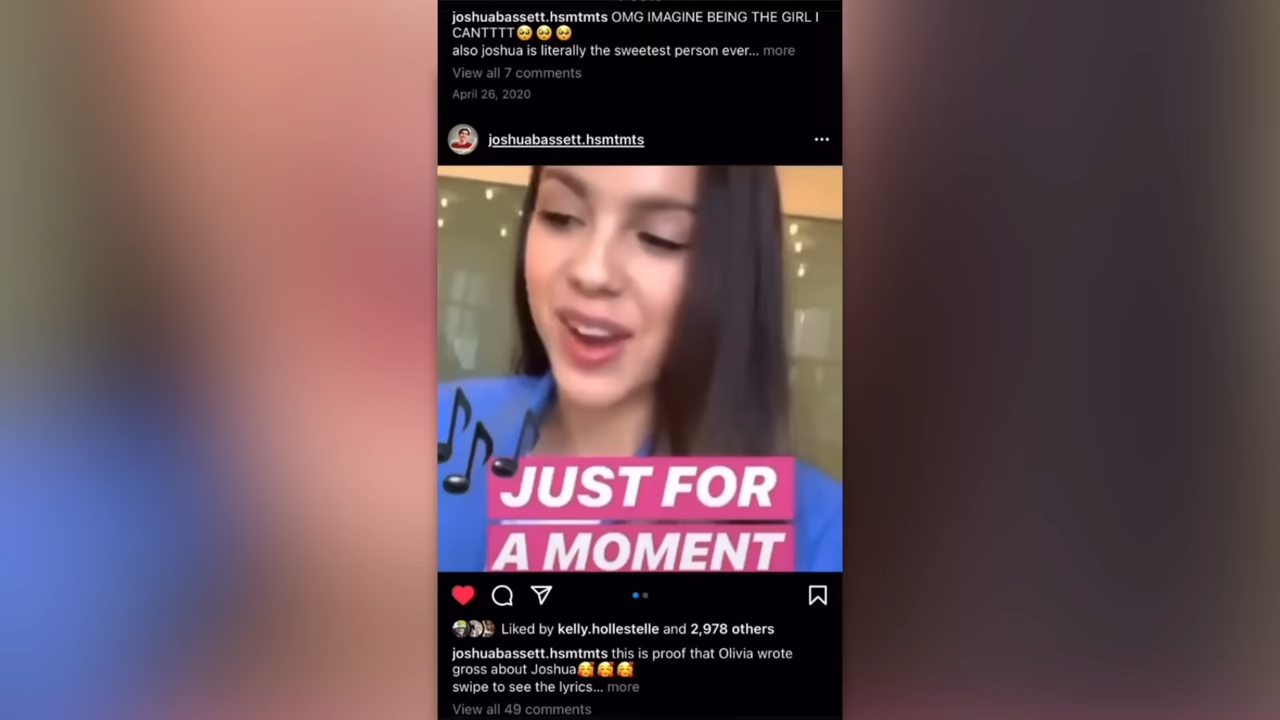 joshuabassett.hsmtmts OMG IMAGINE BEING THE GIRL I
CANTTTT🥺🥺🥺
also joshua is literally the sweetest person ever... more
View all 7 comments
April 26, 2020
joshuabassett.hsmtmts
JUST FOR
A MOMENT
Liked by kelly.hollestelle and 2,978 others
joshuabassett.hsmtmts this is proof that Olivia wrote
gross about Joshua🥰🥰🥰
swipe to see the lyrics... more
View all 49 comments